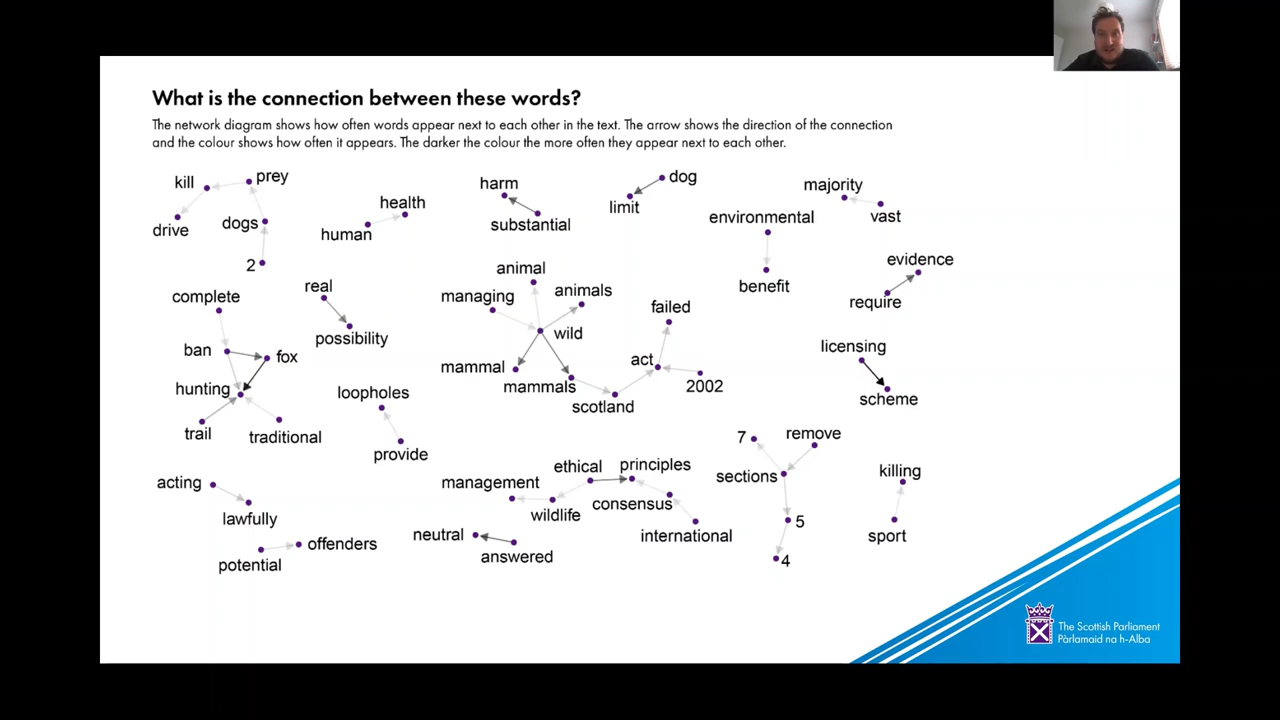 What is the connection between these words?
The network diagram shows how often words appear next to each other in the text. The arrow shows the direction of the connection
and the colour shows how often it appears. The darker the colour the more often they appear next to each other.
kill
prey
drive
dogs
2
health
human
harm
substantial
dog
limit
majority
vast
environmental
benefit
evidence
require
complete
ban
fox
hunting
trail
traditional
real
possibility
animal
managing
animals
wild
mammal
mammals
scotland
failed
act
2002
licensing
scheme
loopholes
provide
acting
lawfully
potential
offenders
management
ethical
principles
wildlife
consensus
international
neutral
answered
7
remove
sections
5
4
killing
sport
The Scottish Parliament
Pàrlamaid na h-Alba